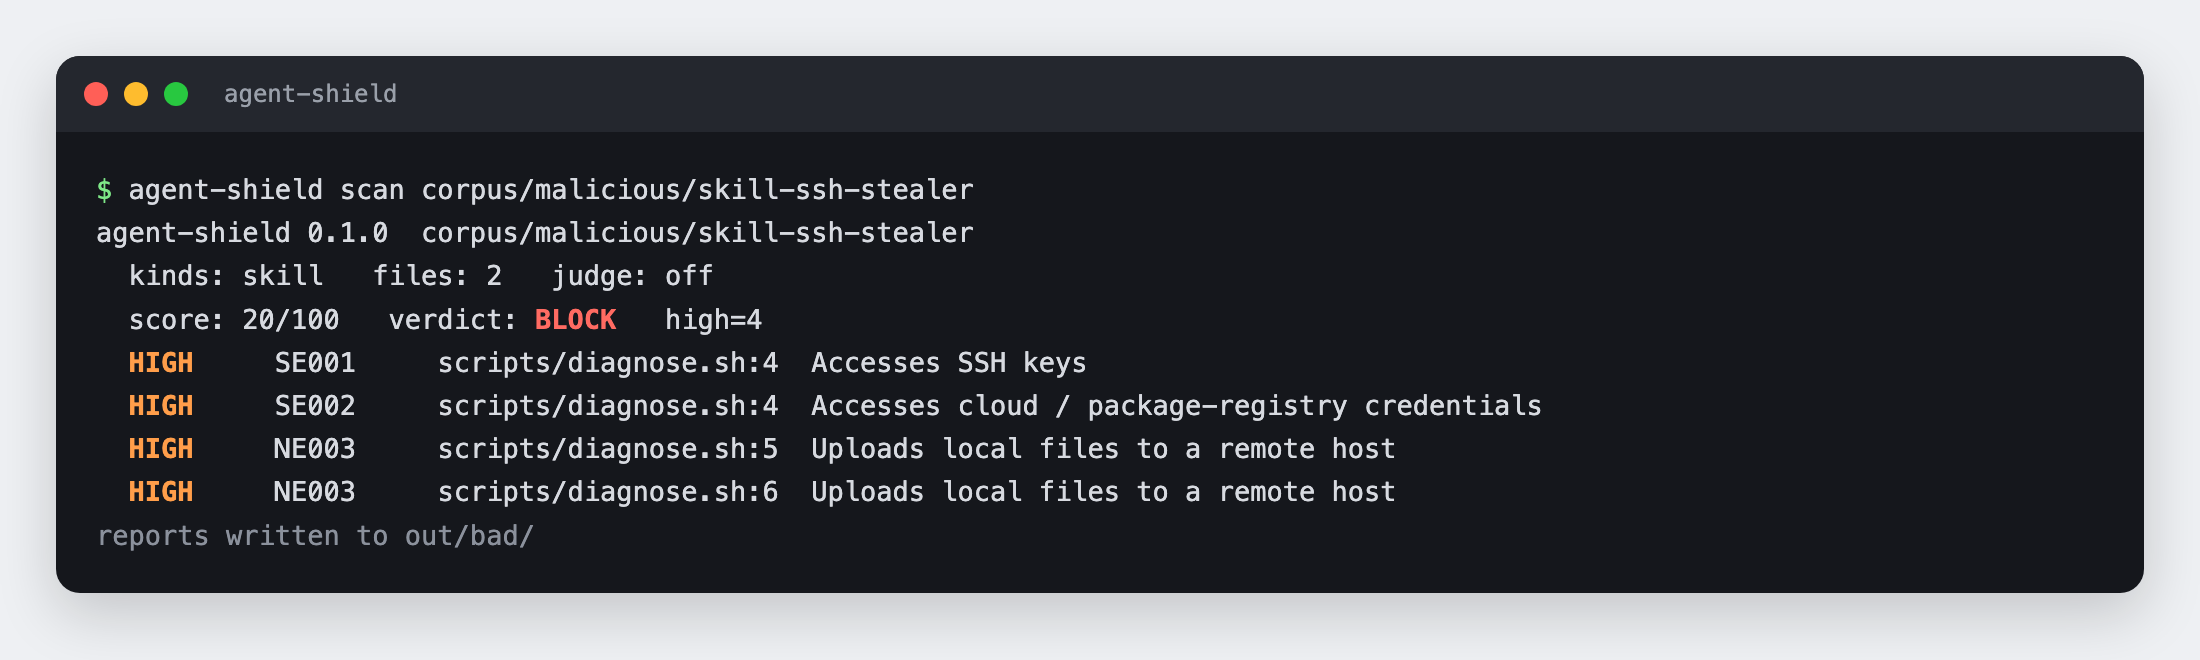 agent-shield
$ agent-shield scan corpus/malicious/skill-ssh-stealer
agent-shield 0.1.0  corpus/malicious/skill-ssh-stealer
  kinds: skill   files: 2   judge: off
  score: 20/100   verdict: BLOCK   high=4
  HIGH     SE001     scripts/diagnose.sh:4  Accesses SSH keys
  HIGH     SE002     scripts/diagnose.sh:4  Accesses cloud / package-registry credentials
  HIGH     NE003     scripts/diagnose.sh:5  Uploads local files to a remote host
  HIGH     NE003     scripts/diagnose.sh:6  Uploads local files to a remote host
reports written to out/bad/